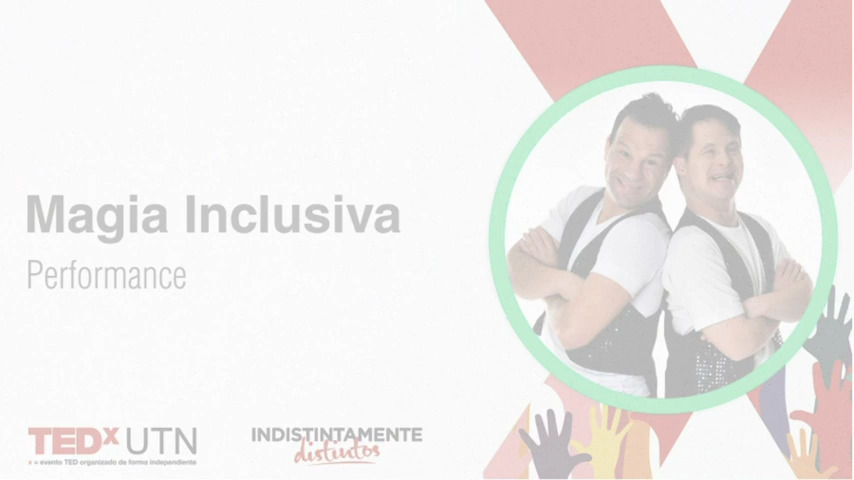 Magia Inclusiva
Performance
TEDx UTN
x = evento TED organizado de forma independiente
INDISTINTAMENTE
distintos